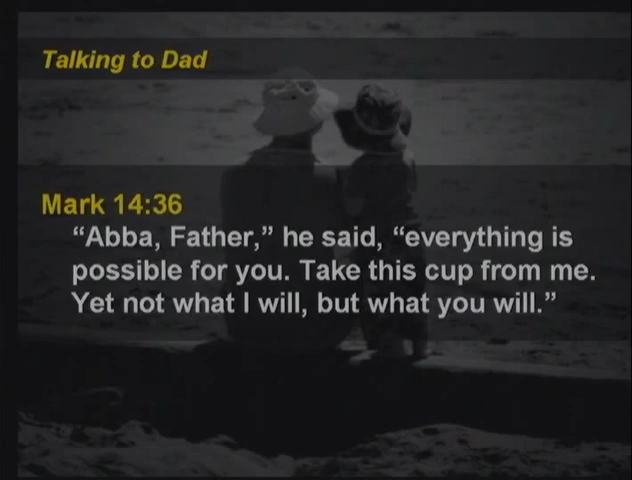 Talking to Dad
Mark 14:36
“Abba, Father,” he said, “everything is
possible for you. Take this cup from me.
Yet not what I will, but what you will.”